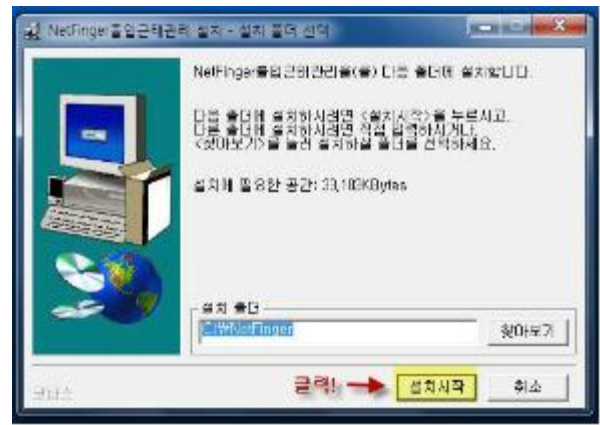 NetFinger출입근태관리 설치 - 설치 폴더 선택
NetFinger출입근태관리을(를) 다음 폴더에 설치합니다.
다음 폴더에 설치하시려면 <설치시작>을 누르시고,
다른 폴더에 설치하시려면 직접 입력하시거나,
<찾아보기>을 눌러 설치하실 폴더를 선택하세요.
설치에 필요한 공간: 33,183KBytes
설치 폴더
C:\NetFinger
찾아보기
클릭!
설치시작
취소